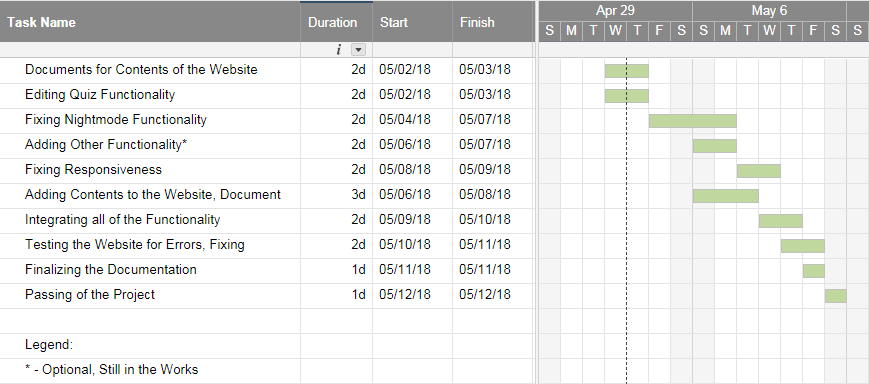 Apr 29 May 6
Task Name Duration Start Finish S M T W T F S S M T W T F S S
i
Documents for Contents of the Website 2d 05/02/18 05/03/18
Editing Quiz Functionality 2d 05/02/18 05/03/18
Fixing Nightmode Functionality 2d 05/04/18 05/07/18
Adding Other Functionality* 2d 05/06/18 05/07/18
Fixing Responsiveness 2d 05/08/18 05/09/18
Adding Contents to the Website, Document 3d 05/06/18 05/08/18
Integrating all of the Functionality 2d 05/09/18 05/10/18
Testing the Website for Errors, Fixing 2d 05/10/18 05/11/18
Finalizing the Documentation 1d 05/11/18 05/11/18
Passing of the Project 1d 05/12/18 05/12/18
Legend:
* - Optional, Still in the Works